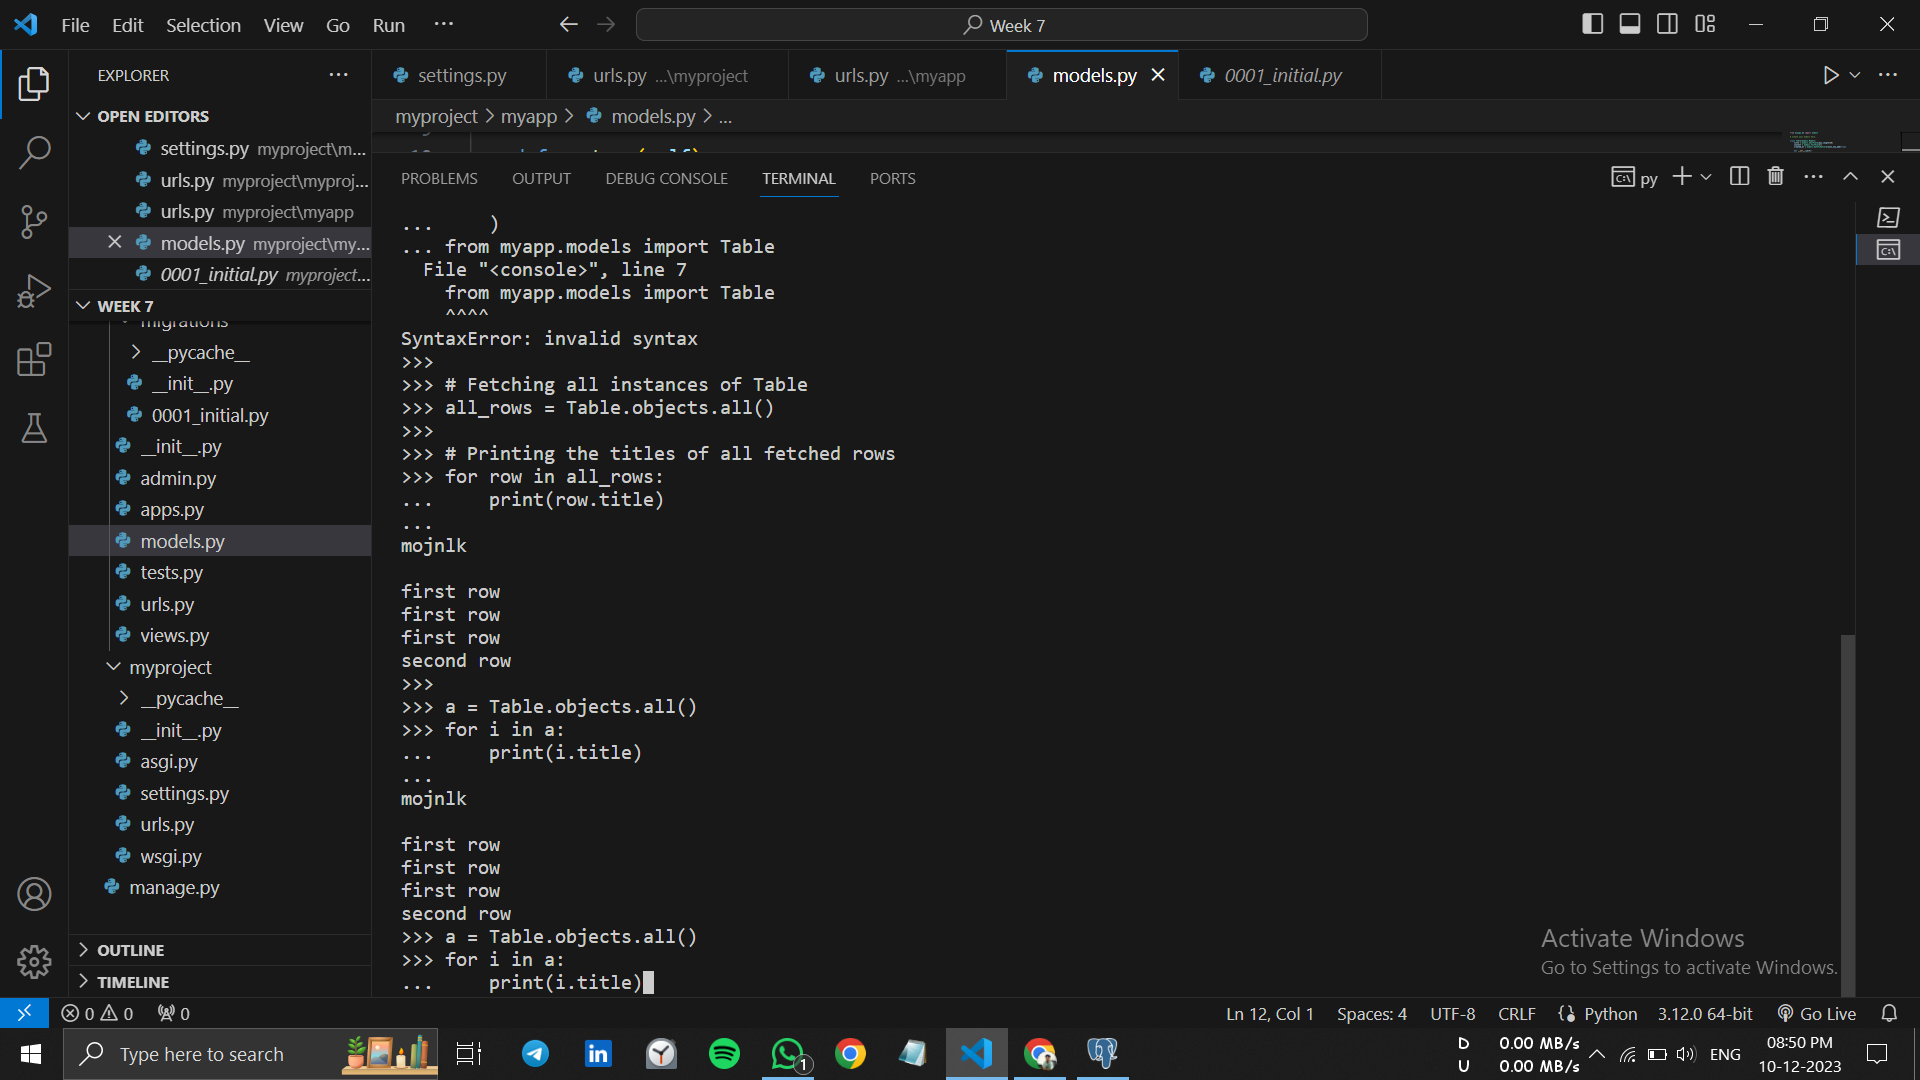 File Edit Selection View Go Run ...
Week 7
EXPLORER ...
OPEN EDITORS
settings.py myproject\m...
urls.py myproject\myproj...
urls.py myproject\myapp
models.py myproject\my...
0001_initial.py myproject...
WEEK 7
migrations
__pycache__
__init__.py
0001_initial.py
__init__.py
admin.py
apps.py
models.py
tests.py
urls.py
views.py
myproject
__pycache__
__init__.py
asgi.py
settings.py
urls.py
wsgi.py
manage.py
OUTLINE
TIMELINE
settings.py urls.py ...\myproject urls.py ...\myapp models.py 0001_initial.py
myproject > myapp > models.py > ...
PROBLEMS OUTPUT DEBUG CONSOLE TERMINAL PORTS
py
...     )
... from myapp.models import Table
  File "<console>", line 7
    from myapp.models import Table
    ^^^^
SyntaxError: invalid syntax
>>>
>>> # Fetching all instances of Table
>>> all_rows = Table.objects.all()
>>>
>>> # Printing the titles of all fetched rows
>>> for row in all_rows:
...     print(row.title)
...
mojnlk
first row
first row
first row
second row
>>>
>>> a = Table.objects.all()
>>> for i in a:
...     print(i.title)
...
mojnlk
first row
first row
first row
second row
>>> a = Table.objects.all()
>>> for i in a:
...     print(i.title)
Activate Windows
Go to Settings to activate Windows.
0 0 0
Ln 12, Col 1 Spaces: 4 UTF-8 CRLF Python 3.12.0 64-bit Go Live
Type here to search
1
D 0.00 MB/s
U 0.00 MB/s
ENG
08:50 PM
10-12-2023